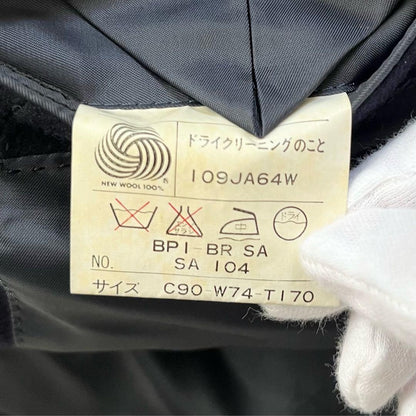 ドライクリーニングのこと
NEW WOOL 100%
109JA64W
ドライ
BP1-BR SA
NO. SA 104
サイズ C90-W74-T170